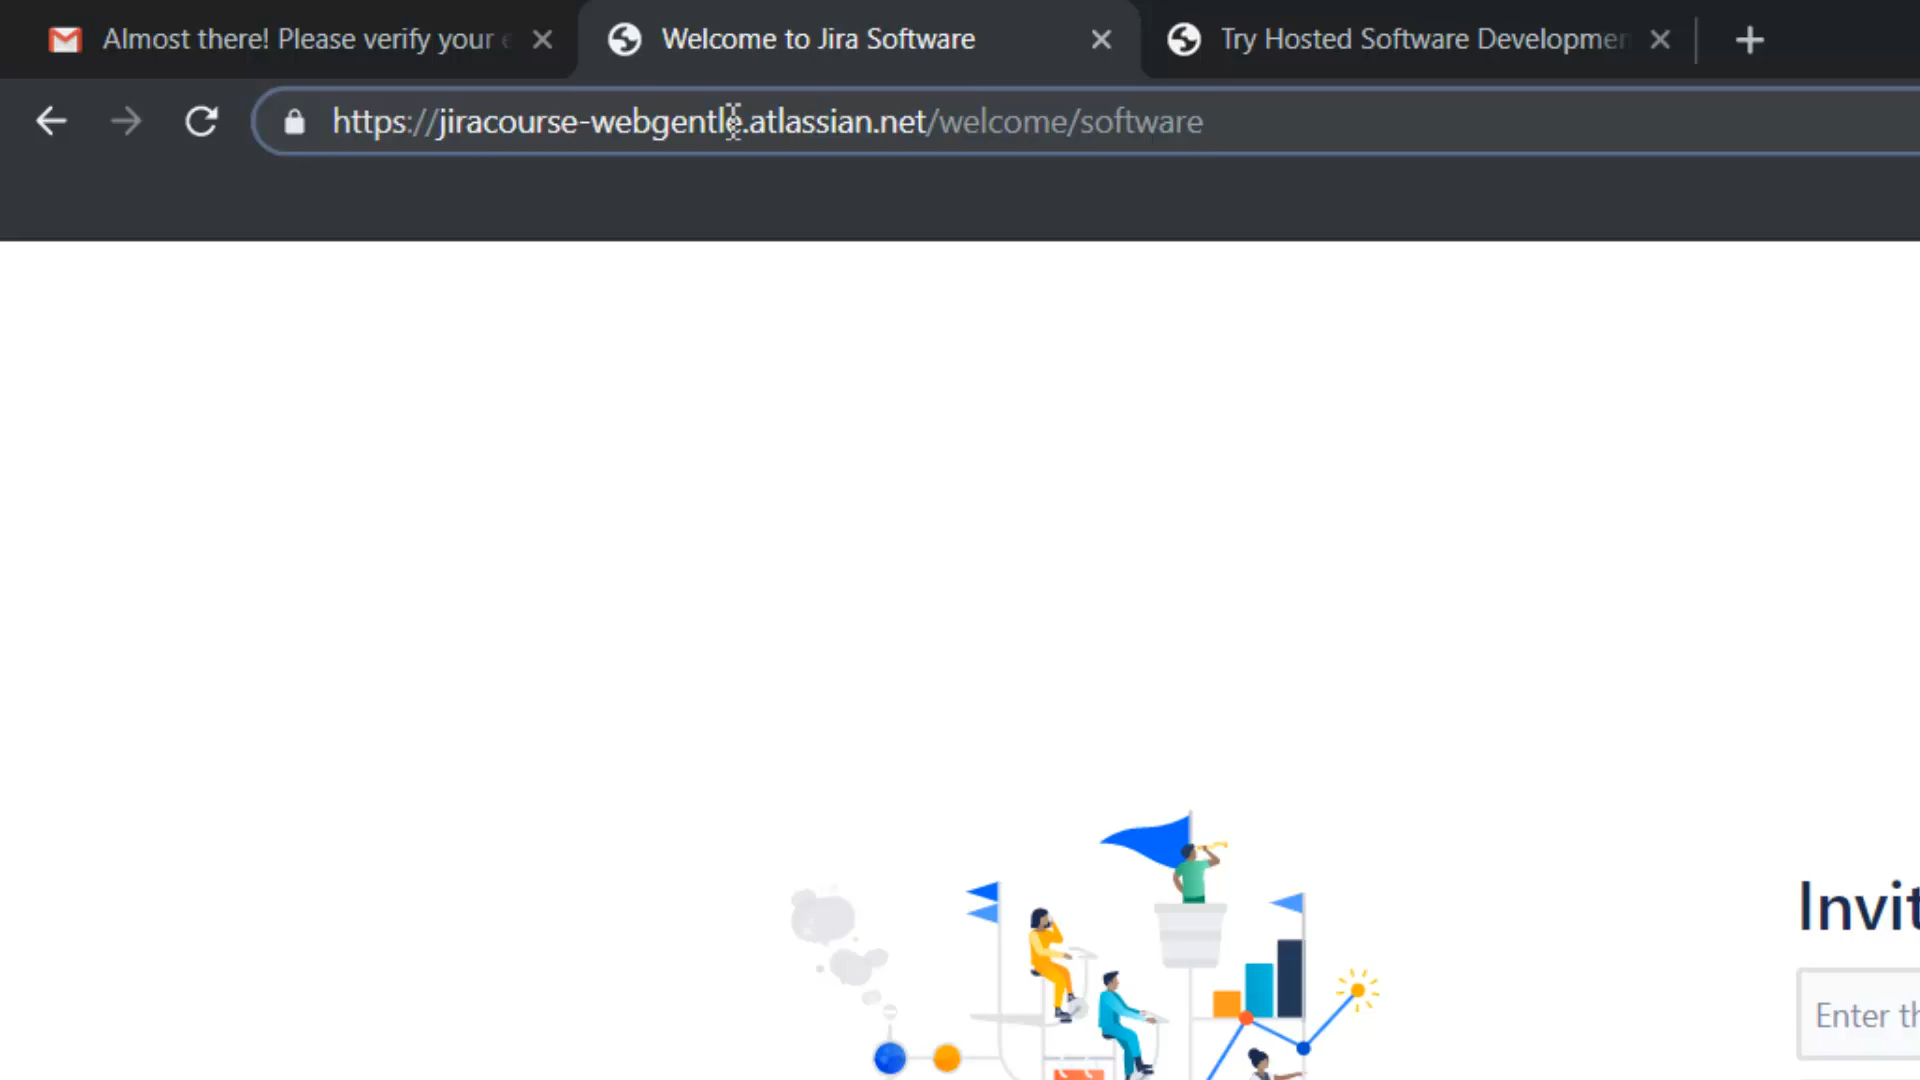 Almost there! Please verify your
Welcome to Jira Software
Try Hosted Software Developmen
https://jiracourse-webgentle.atlassian.net/welcome/software
Invit
Enter th